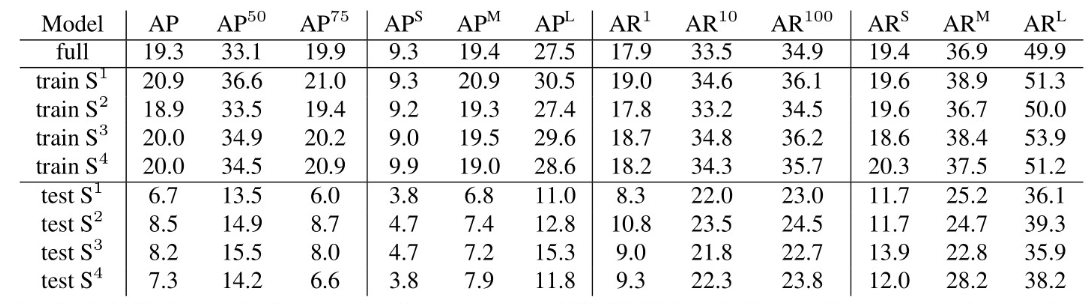 Model AP AP^50 AP^75 AP^S AP^M AP^L AR^1 AR^10 AR^100 AR^S AR^M AR^L
full 19.3 33.1 19.9 9.3 19.4 27.5 17.9 33.5 34.9 19.4 36.9 49.9
train S^1 20.9 36.6 21.0 9.3 20.9 30.5 19.0 34.6 36.1 19.6 38.9 51.3
train S^2 18.9 33.5 19.4 9.2 19.3 27.4 17.8 33.2 34.5 19.6 36.7 50.0
train S^3 20.0 34.9 20.2 9.0 19.5 29.6 18.7 34.8 36.2 18.6 38.4 53.9
train S^4 20.0 34.5 20.9 9.9 19.0 28.6 18.2 34.3 35.7 20.3 37.5 51.2
test S^1 6.7 13.5 6.0 3.8 6.8 11.0 8.3 22.0 23.0 11.7 25.2 36.1
test S^2 8.5 14.9 8.7 4.7 7.4 12.8 10.8 23.5 24.5 11.7 24.7 39.3
test S^3 8.2 15.5 8.0 4.7 7.2 15.3 9.0 21.8 22.7 13.9 22.8 35.9
test S^4 7.3 14.2 6.6 3.8 7.9 11.8 9.3 22.3 23.8 12.0 28.2 38.2